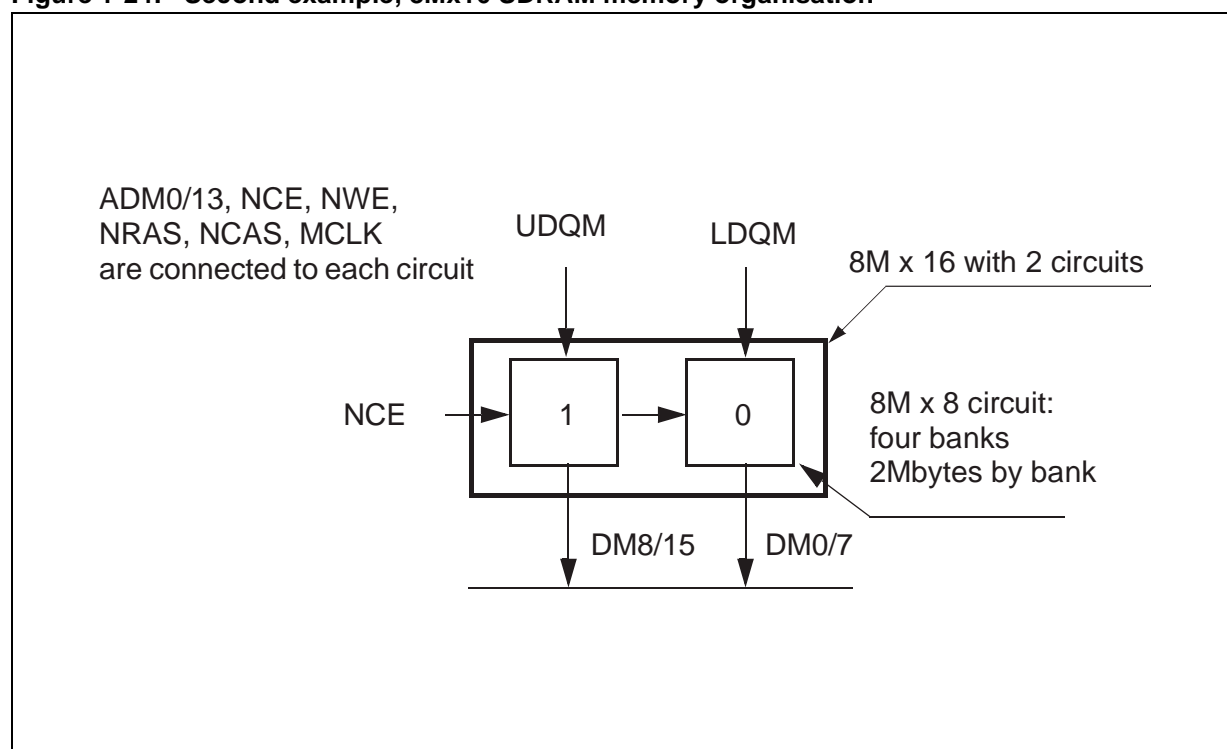 Figure 1-24. Second example, 8Mx16 SDRAM memory organisation
ADM0/13, NCE, NWE,
NRAS, NCAS, MCLK
are connected to each circuit
UDQM
LDQM
8M x 16 with 2 circuits
NCE
1
0
8M x 8 circuit:
four banks
2Mbytes by bank
DM8/15
DM0/7